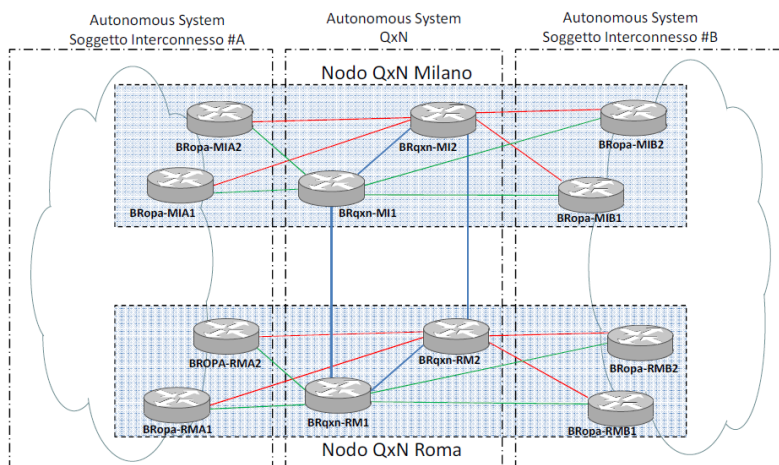 Autonomous System
Soggetto Interconnesso #A
Autonomous System
QxN
Autonomous System
Soggetto Interconnesso #B
Nodo QxN Milano
BRopa-MIA2
BRqxn-MI2
BRopa-MIB2
BRopa-MIA1
BRqxn-MI1
BRopa-MIB1
BROPA-RMA2
BRqxn-RM2
BRopa-RMB2
BRopa-RMA1
BRqxn-RM1
BRopa-RMB1
Nodo QxN Roma